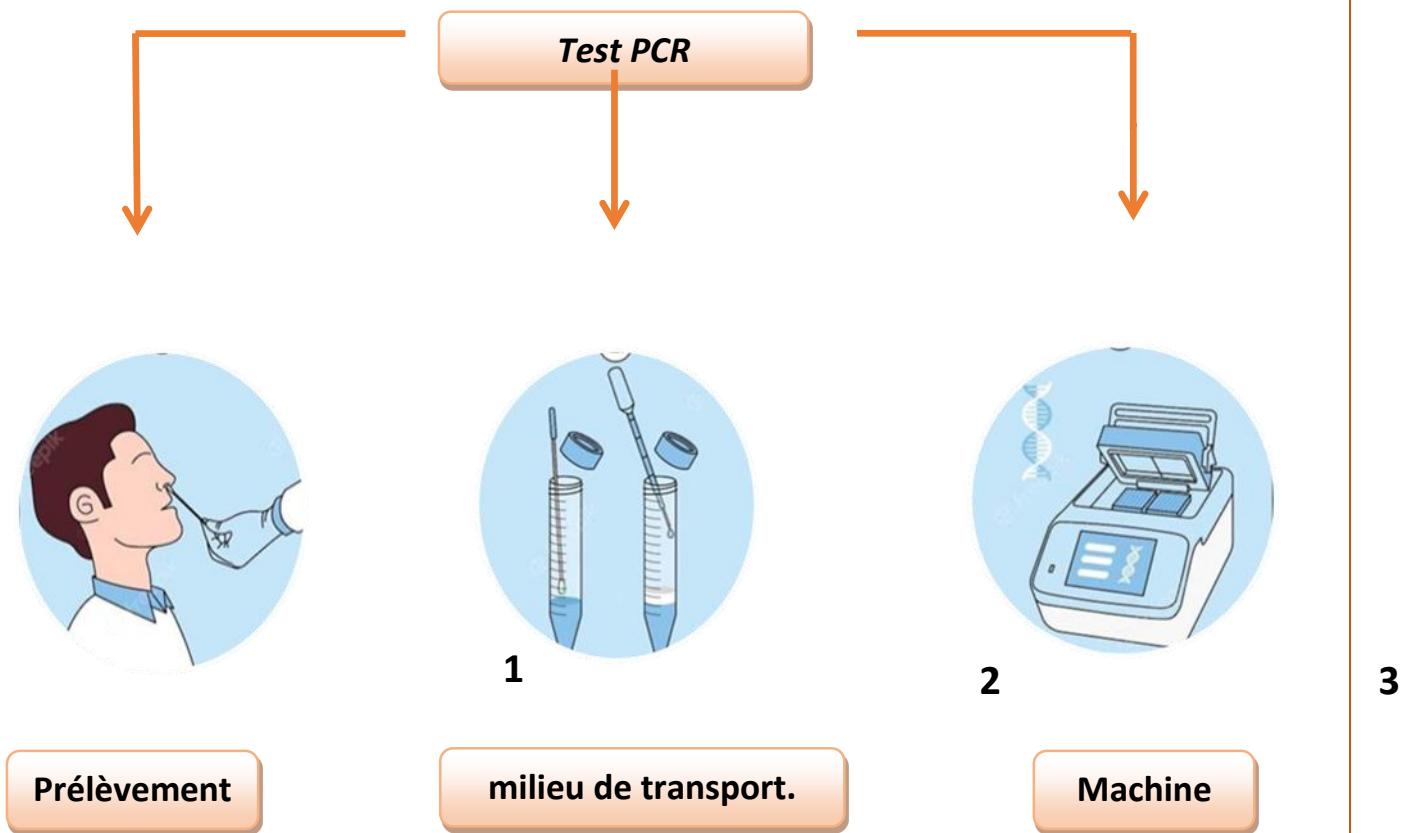 Test PCR
1
2
3
Prélèvement
milieu de transport.
Machine